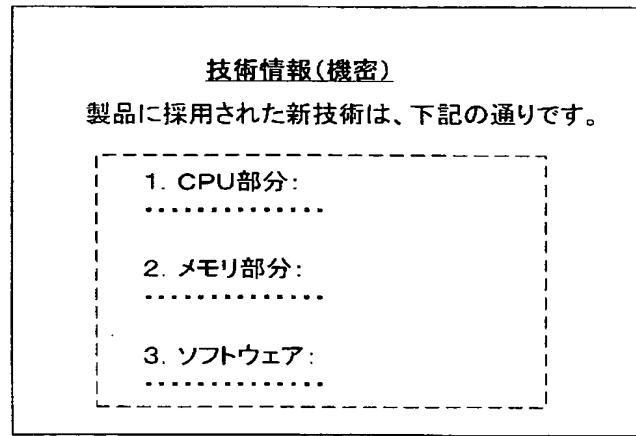 技術情報(機密)
製品に採用された新技術は、下記の通りです。
1. CPU部分:
・・・・・・・・・・・・・・
2. メモリ部分:
・・・・・・・・・・・・・・
3. ソフトウェア:
・・・・・・・・・・・・・・